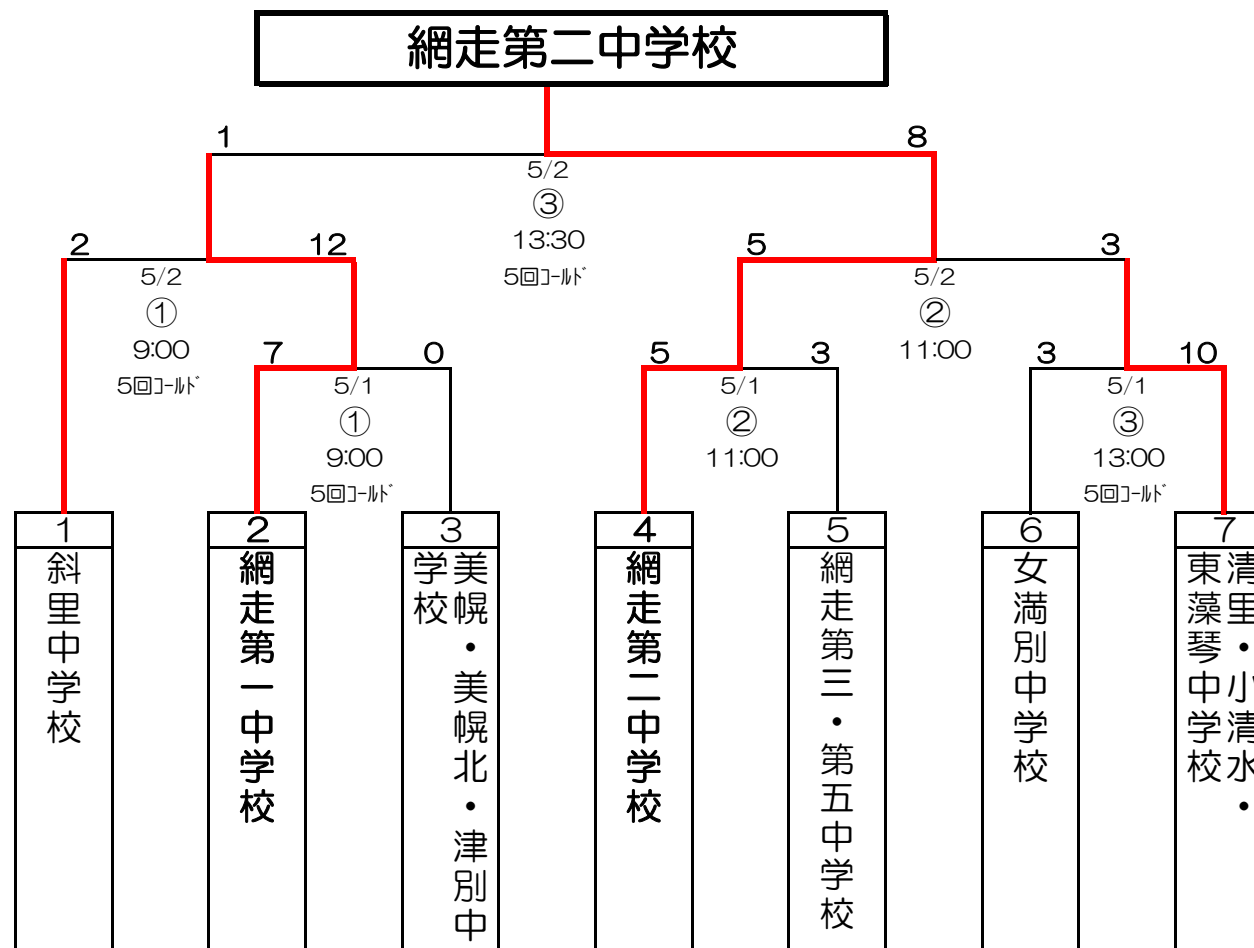 網走第二中学校
1
8
5/2
③
13:30
5回ｺｰﾙﾄﾞ
2
12
5/2
①
9:00
5回ｺｰﾙﾄﾞ
5
3
5/2
②
11:00
7
0
5/1
①
9:00
5回ｺｰﾙﾄﾞ
5
3
5/1
②
11:00
3
10
5/1
③
13:00
5回ｺｰﾙﾄﾞ
1
斜里中学校
2
網走第一中学校
3
美幌・美幌北・津別中
学校
4
網走第二中学校
5
網走第三・第五中学校
6
女満別中学校
7
清里・小清水・
東藻琴中学校